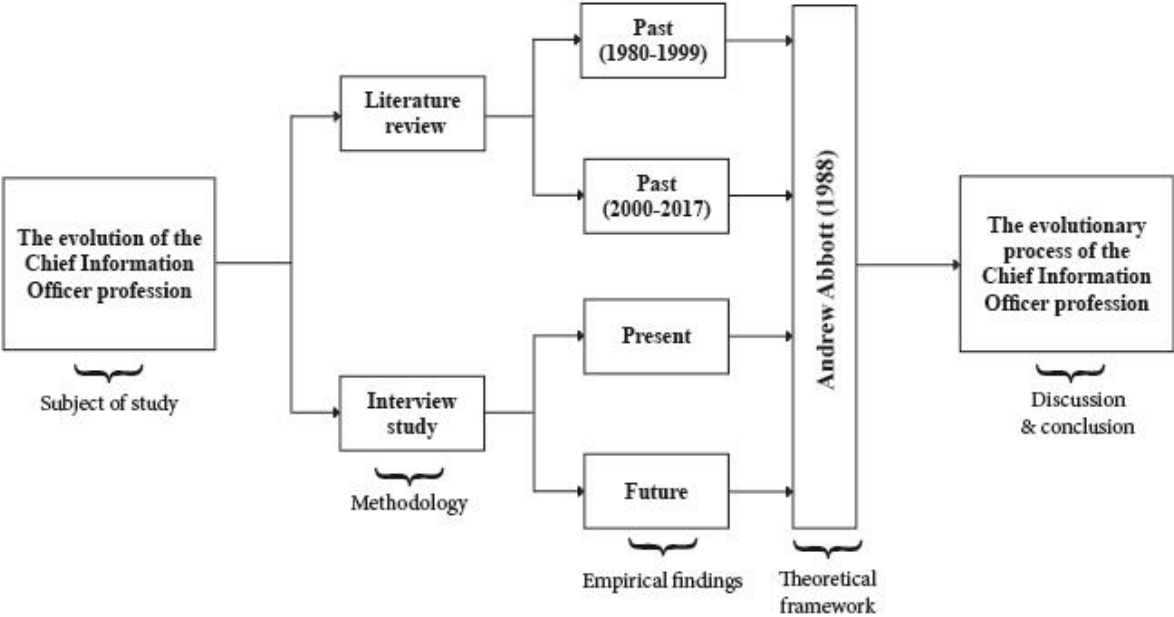 The evolution of the
Chief Information
Officer profession
Subject of study
Literature
review
Interview
study
Methodology
Past
(1980-1999)
Past
(2000-2017)
Present
Future
Empirical findings
Andrew Abbott (1988)
Theoretical
framework
The evolutionary
process of the
Chief Information
Officer profession
Discussion
& conclusion